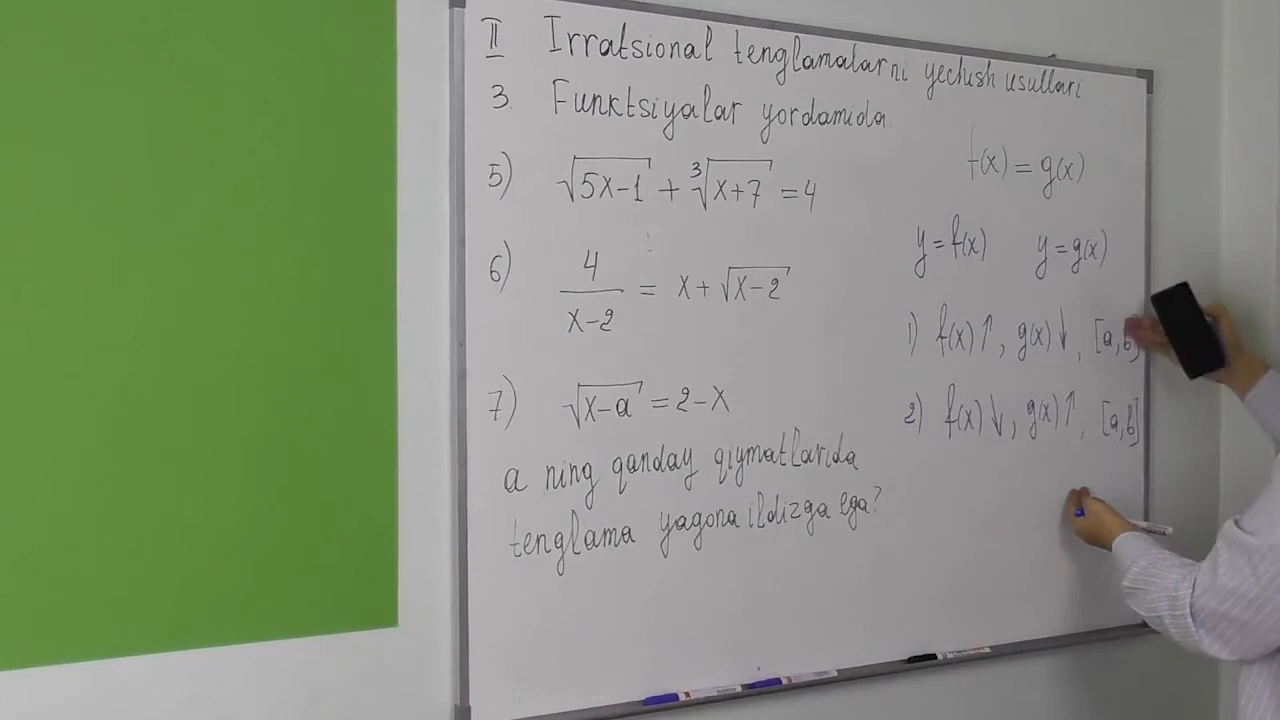 II Irratsional tenglamalarni yechish usullari
3. Funktsiyalar yordamida
5) √(5x-1) + ∛(x+7) = 4
6) 4/(x-2) = x + √(x-2)
7) √(x-a) = 2-x
a ning qanday qiymatlarida
tenglama yagona ildizga ega?
f(x) = g(x)
y = f(x) y = g(x)
1) f(x)↑, g(x)↓, [a,b]
2) f(x)↓, g(x)↑, [a,b]